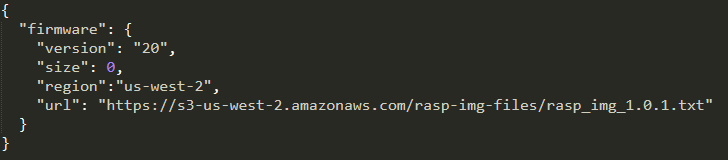 {
  "firmware": {
    "version": "20",
    "size": 0,
    "region":"us-west-2",
    "url": "https://s3-us-west-2.amazonaws.com/rasp-img-files/rasp_img_1.0.1.txt"
  }
}